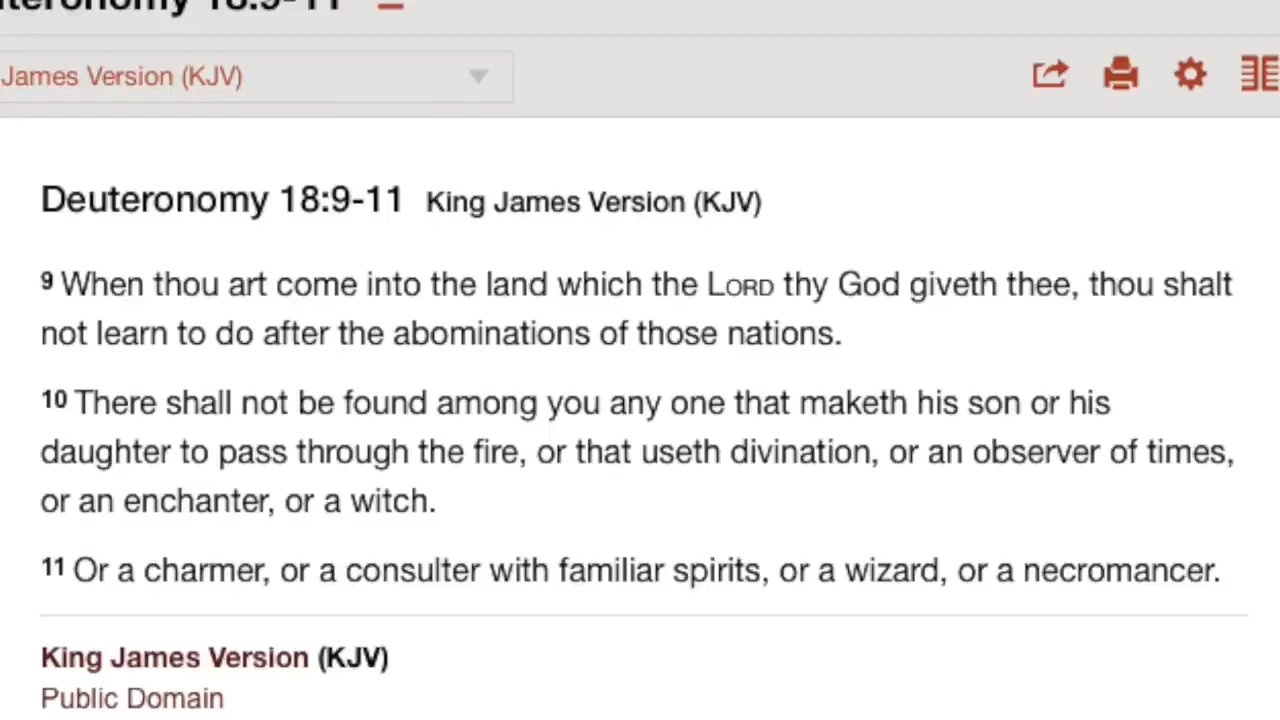 teronomy 18:9-11
James Version (KJV)
Deuteronomy 18:9-11 King James Version (KJV)
9 When thou art come into the land which the LORD thy God giveth thee, thou shalt
not learn to do after the abominations of those nations.
10 There shall not be found among you any one that maketh his son or his
daughter to pass through the fire, or that useth divination, or an observer of times,
or an enchanter, or a witch.
11 Or a charmer, or a consulter with familiar spirits, or a wizard, or a necromancer.
King James Version (KJV)
Public Domain